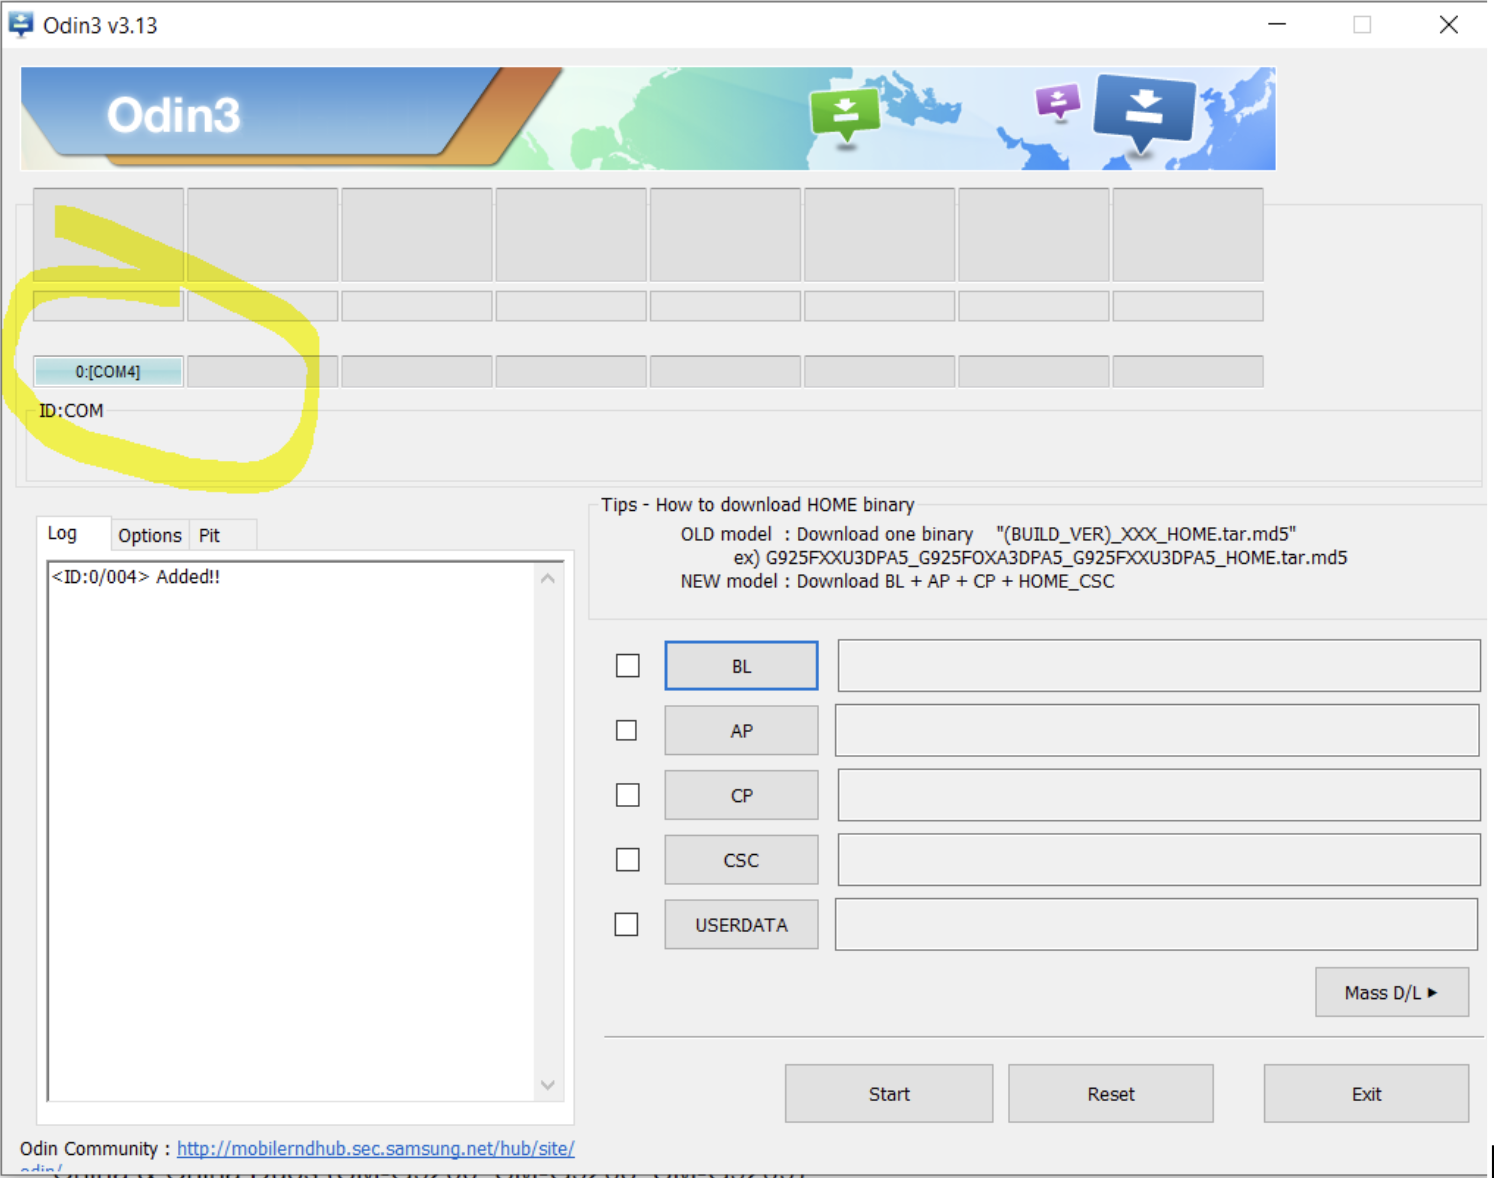 Odin3 v3.13
Odin3
0:[COM4]
ID:COM
Tips - How to download HOME binary
OLD model : Download one binary "(BUILD_VER)_XXX_HOME.tar.md5"
ex) G925FXXU3DPA5_G925FOXA3DPA5_G925FXXU3DPA5_HOME.tar.md5
NEW model : Download BL + AP + CP + HOME_CSC
Log Options Pit
<ID:0/004> Added!!
BL
AP
CP
CSC
USERDATA
Mass D/L ▶
Start Reset Exit
Odin Community : http://mobilerndhub.sec.samsung.net/hub/site/
odin/